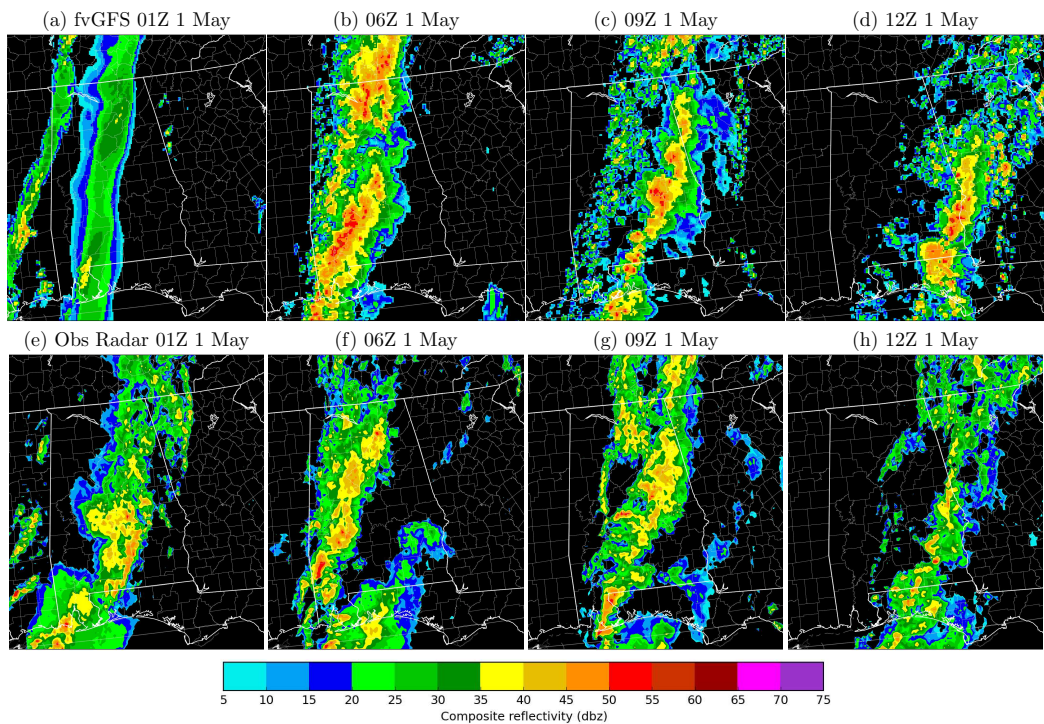 (a) fvGFS 01Z 1 May
(b) 06Z 1 May
(c) 09Z 1 May
(d) 12Z 1 May
(e) Obs Radar 01Z 1 May
(f) 06Z 1 May
(g) 09Z 1 May
(h) 12Z 1 May
5 10 15 20 25 30 35 40 45 50 55 60 65 70 75
Composite reflectivity (dbz)